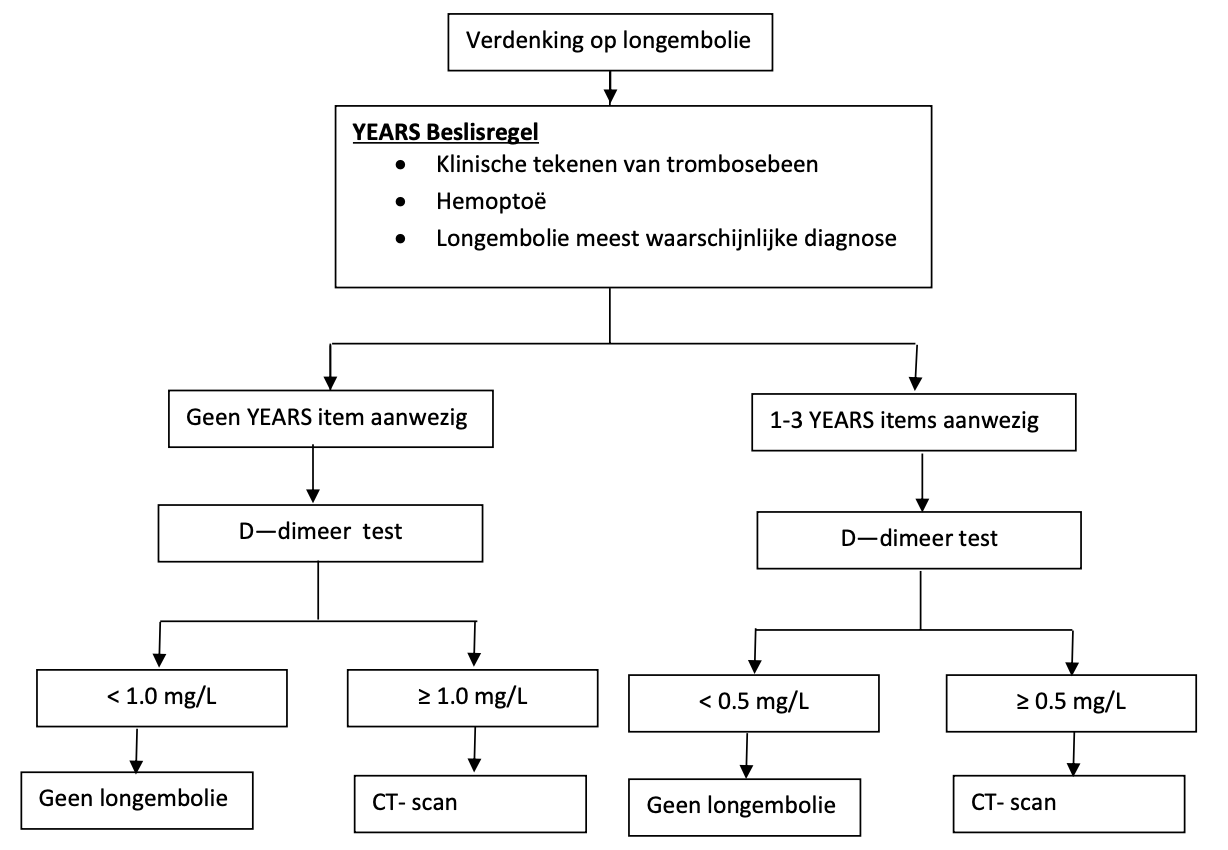 Verdenking op longembolie
YEARS Beslisregel
• Klinische tekenen van trombosebeen
• Hemoptoë
• Longembolie meest waarschijnlijke diagnose
Geen YEARS item aanwezig
1-3 YEARS items aanwezig
D—dimeer test
D—dimeer test
< 1.0 mg/L
≥ 1.0 mg/L
< 0.5 mg/L
≥ 0.5 mg/L
Geen longembolie
CT- scan
Geen longembolie
CT- scan